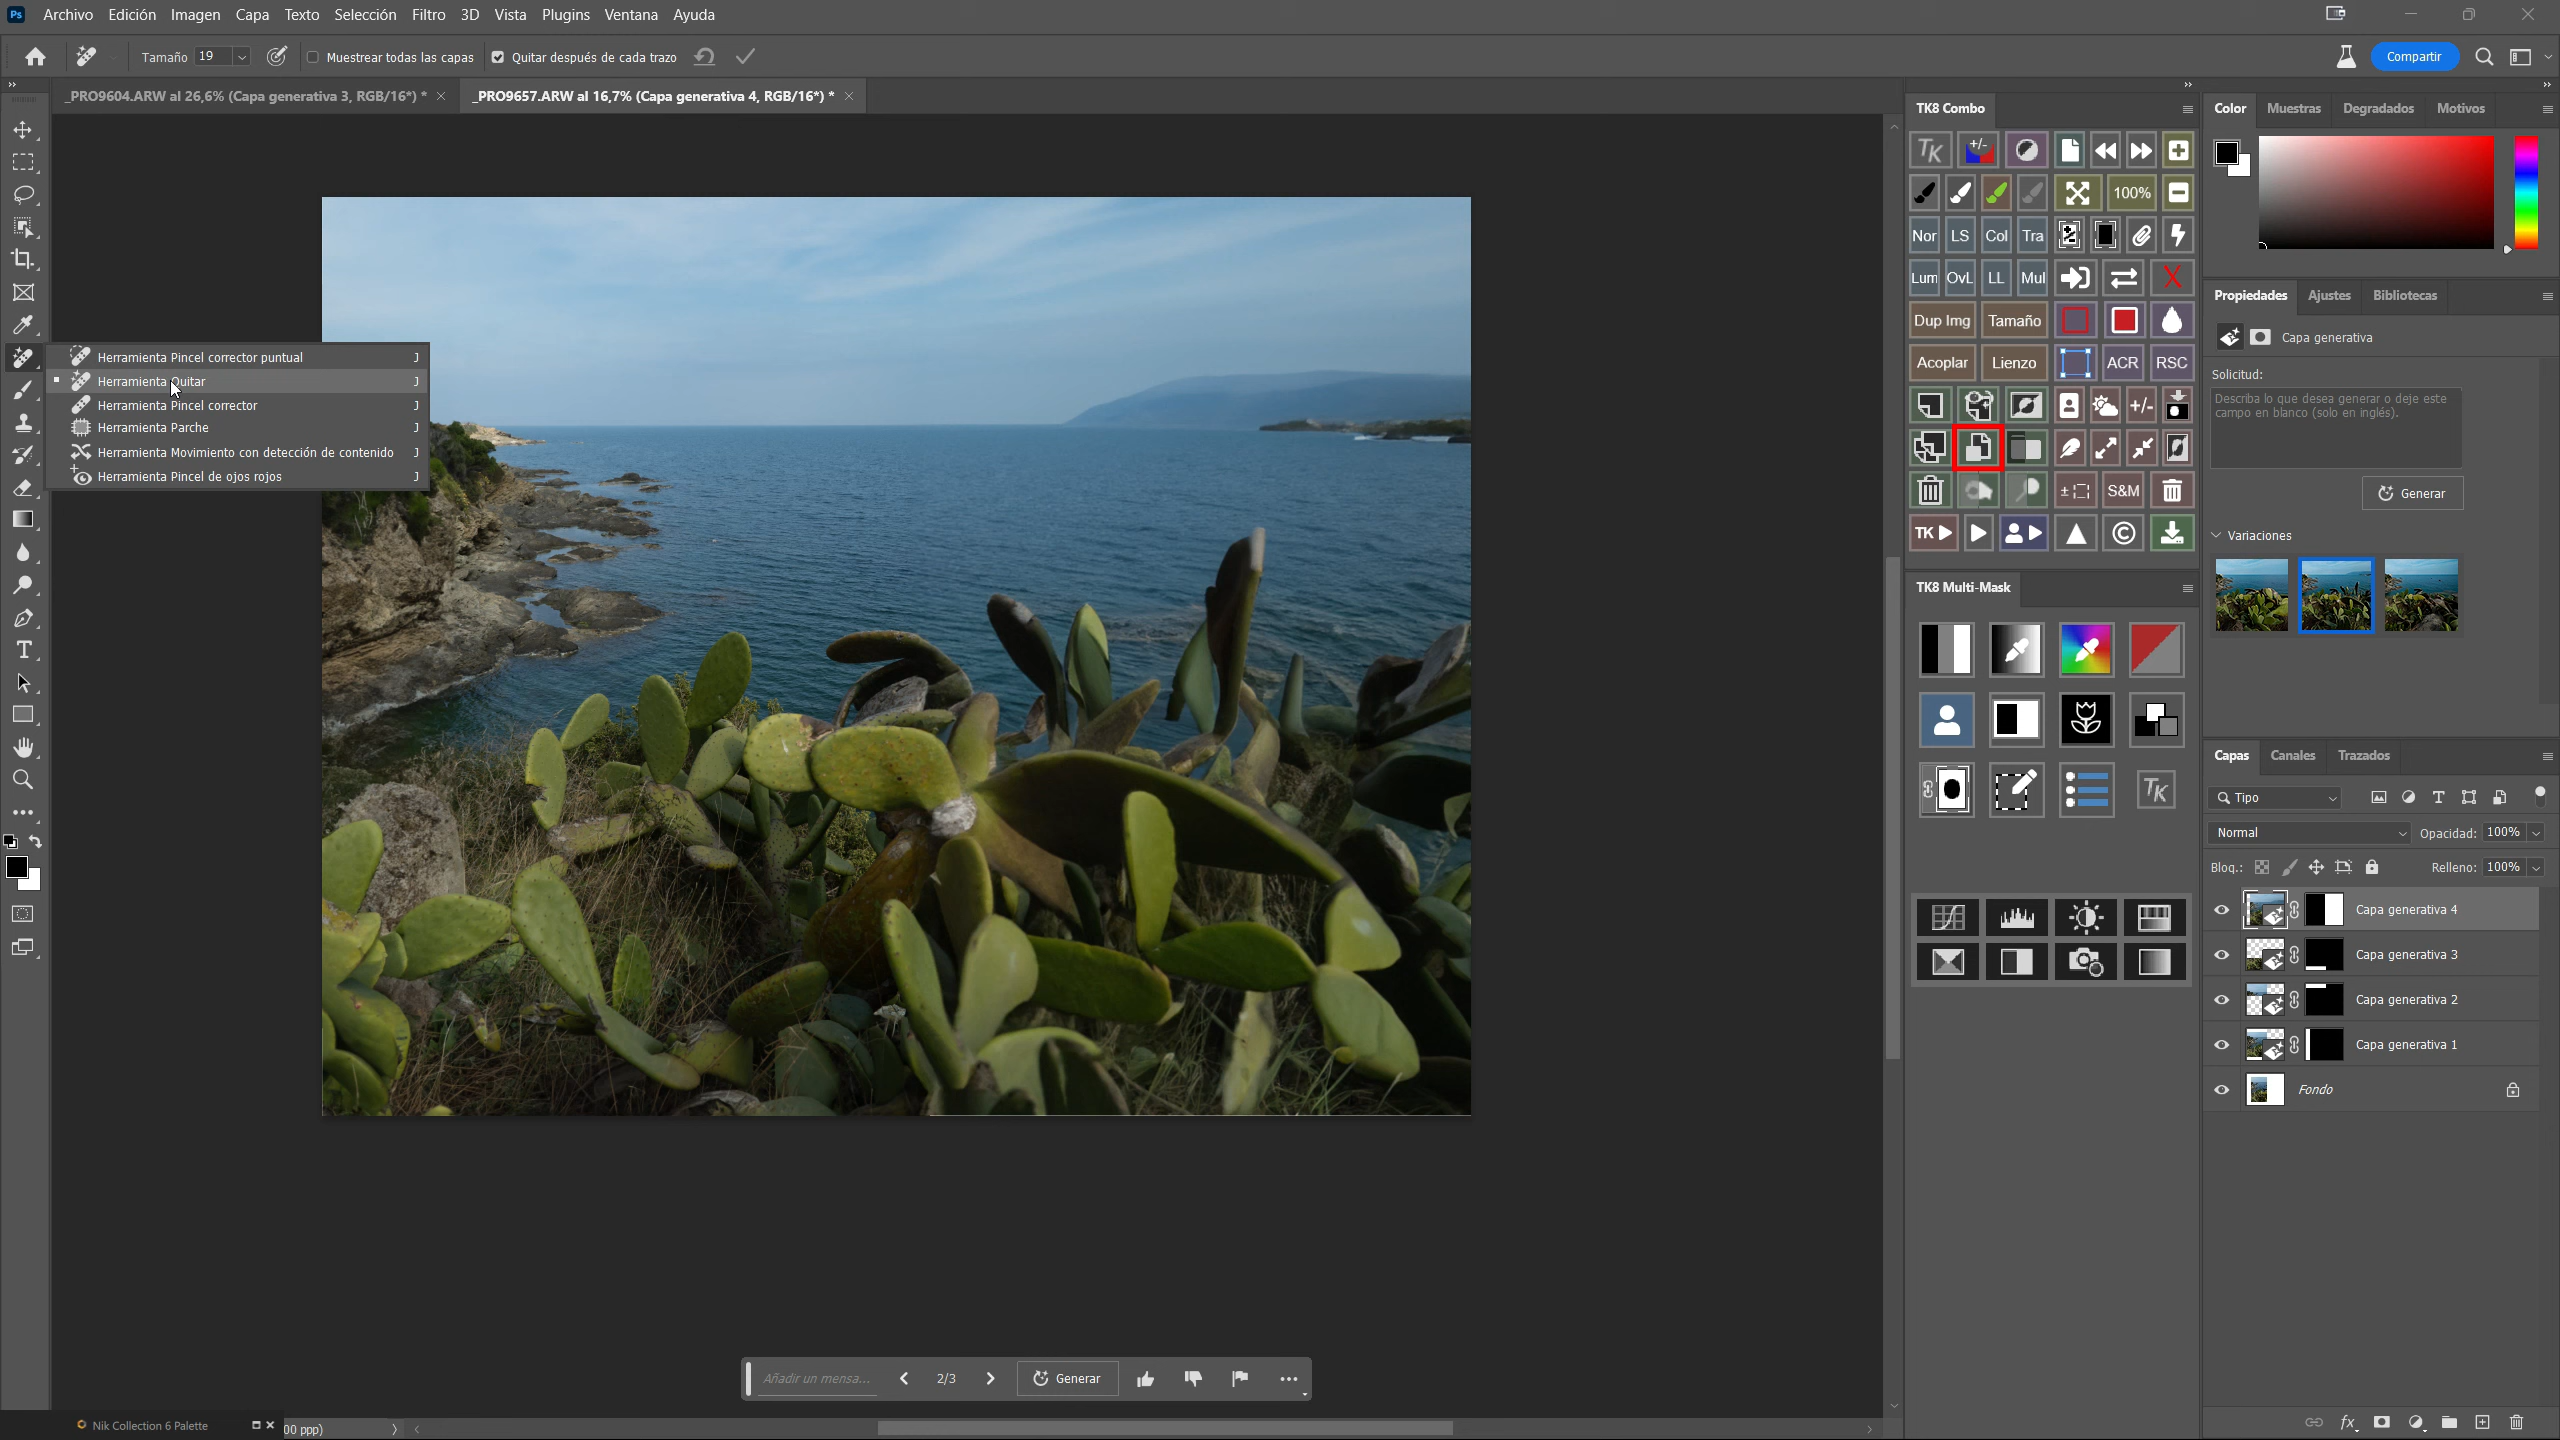 Ps Archivo Edición Imagen Capa Texto Selección Filtro 3D Vista Plugins Ventana Ayuda
Tamaño 19 Muestrear todas las capas Quitar después de cada trazo Compartir
_PRO9604.ARW al 26,6% (Capa generativa 3, RGB/16*) * _PRO9657.ARW al 16,7% (Capa generativa 4, RGB/16*) *
Herramienta Pincel corrector puntual J
Herramienta Quitar J
Herramienta Pincel corrector J
Herramienta Parche J
Herramienta Movimiento con detección de contenido J
Herramienta Pincel de ojos rojos J
TK8 Combo
TK +/-
100%
Nor LS Col Tra
Lum OvL LL Mul X
Dup Img Tamaño
Acoplar Lienzo ACR RSC
+/-
S&M
TK ©
TK8 Multi-Mask
TK
Color Muestras Degradados Motivos
Propiedades Ajustes Bibliotecas
Capa generativa
Solicitud:
Describa lo que desea generar o deje este
campo en blanco (solo en inglés).
Generar
Variaciones
Capas Canales Trazados
Tipo
Normal Opacidad: 100%
Bloq.: Relleno: 100%
Capa generativa 4
Capa generativa 3
Capa generativa 2
Capa generativa 1
Fondo
fx
Añadir un mensa... 2/3 Generar
Nik Collection 6 Palette
00 ppp)